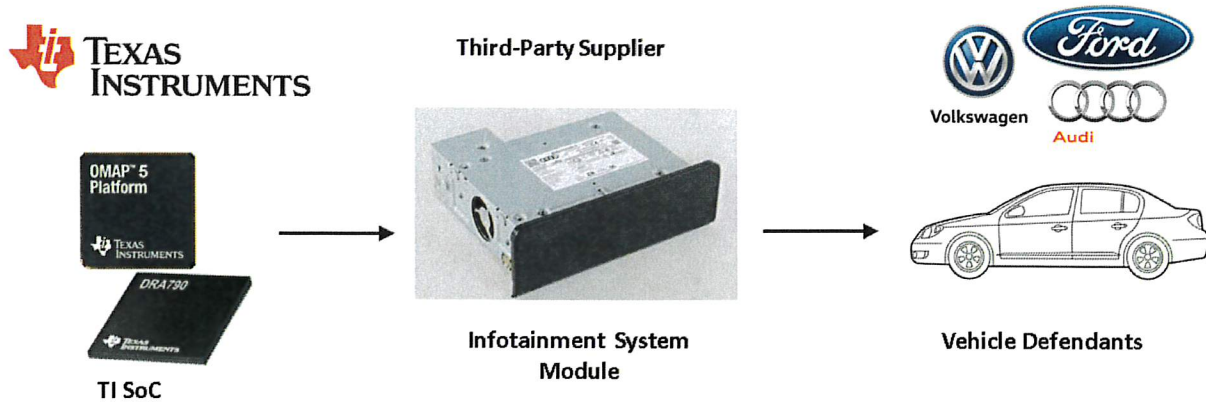 TEXAS
INSTRUMENTS
Third-Party Supplier
Ford
Volkswagen
Audi
OMAP™ 5
Platform
TEXAS
INSTRUMENTS
DRA790
TEXAS
INSTRUMENTS
TI SoC
Infotainment System
Module
Vehicle Defendants